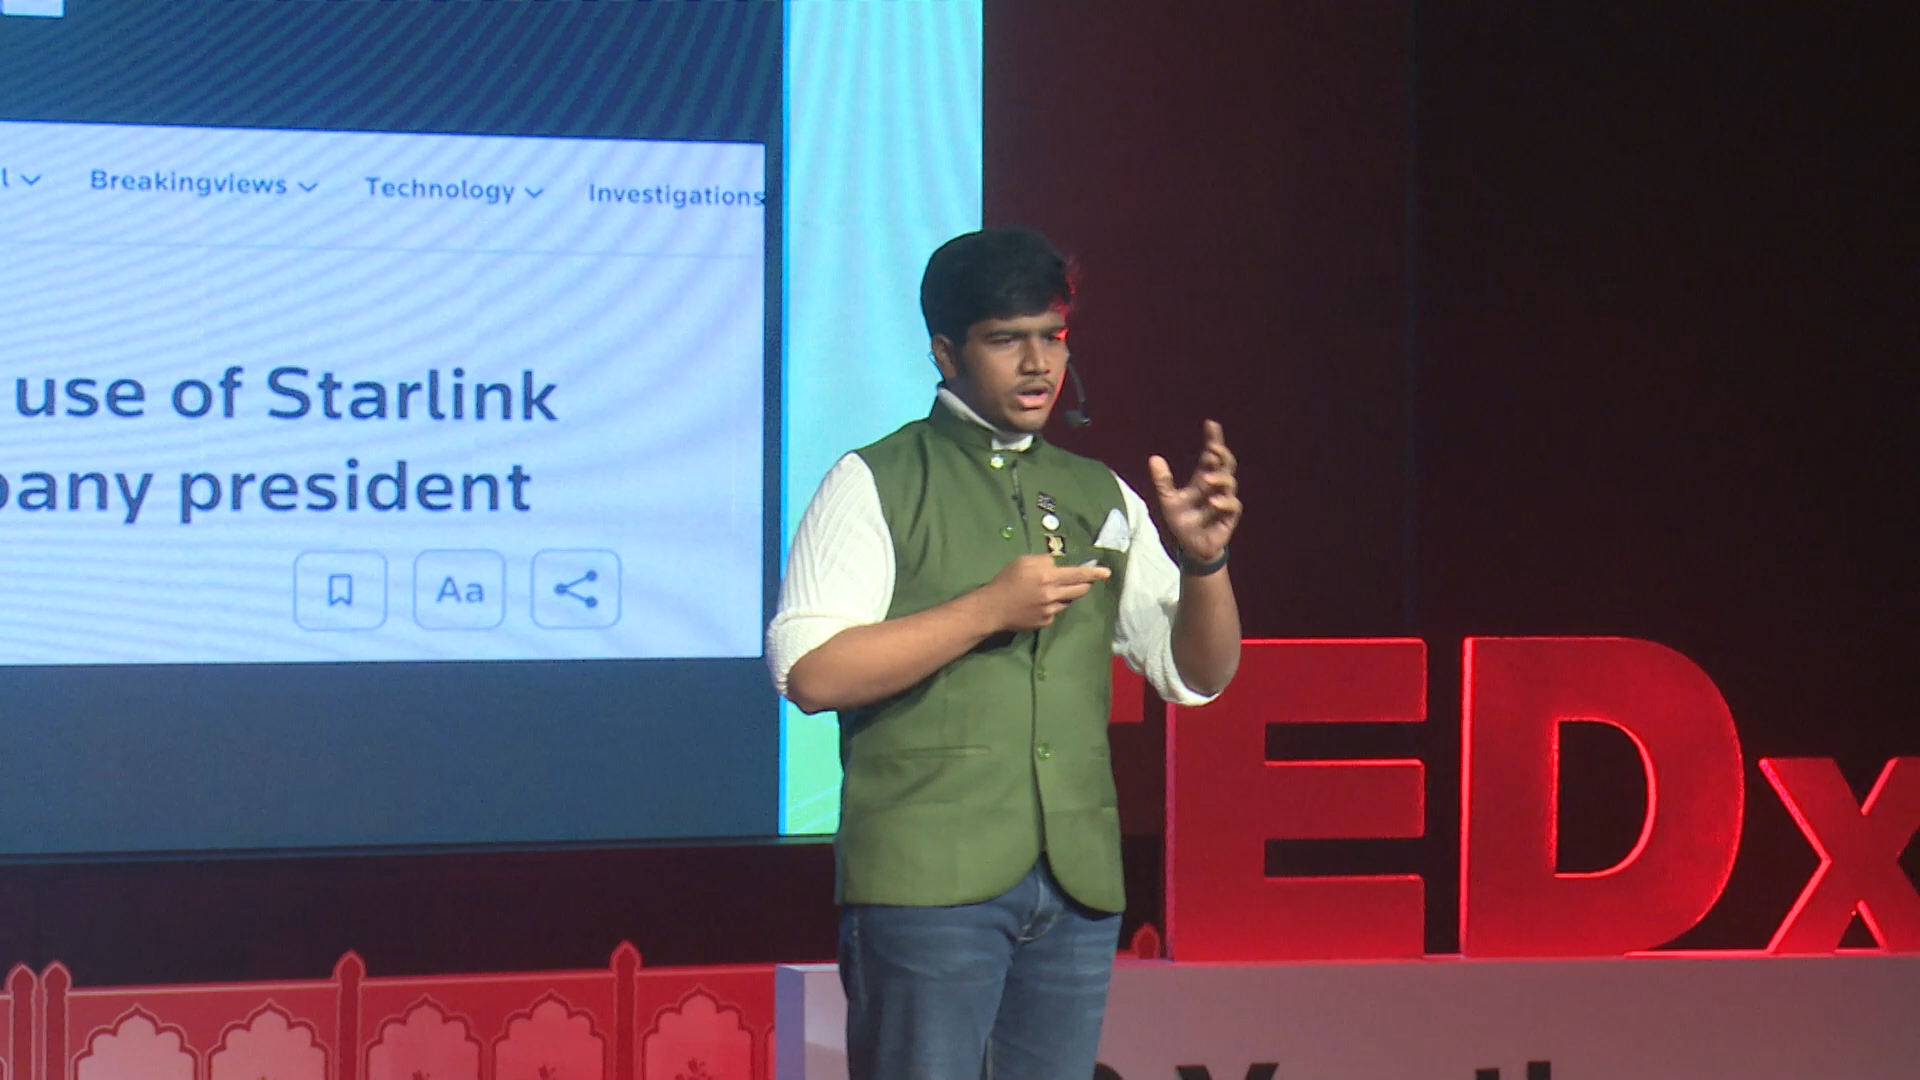 Breakingviews Technology Investigations
use of Starlink
pany president
Aa
TEDx